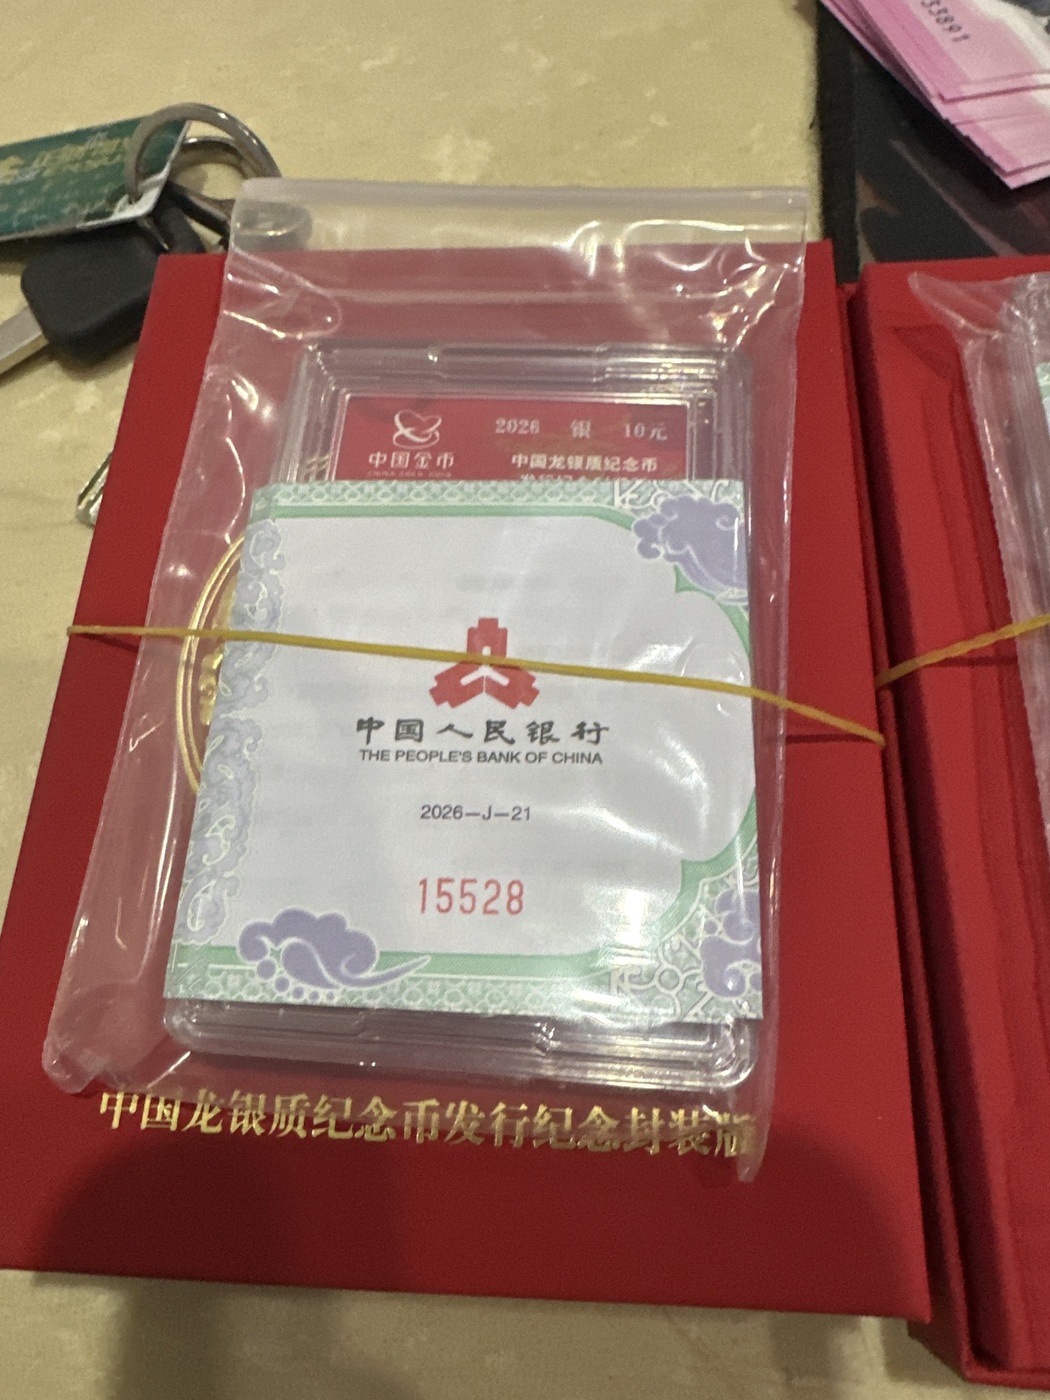 33891
2026 银 10元
中国金币
中国龙银质纪念币
中国人民银行
THE PEOPLE'S BANK OF CHINA
2026—J—21
15528
中国龙银质纪念币发行纪念封装版